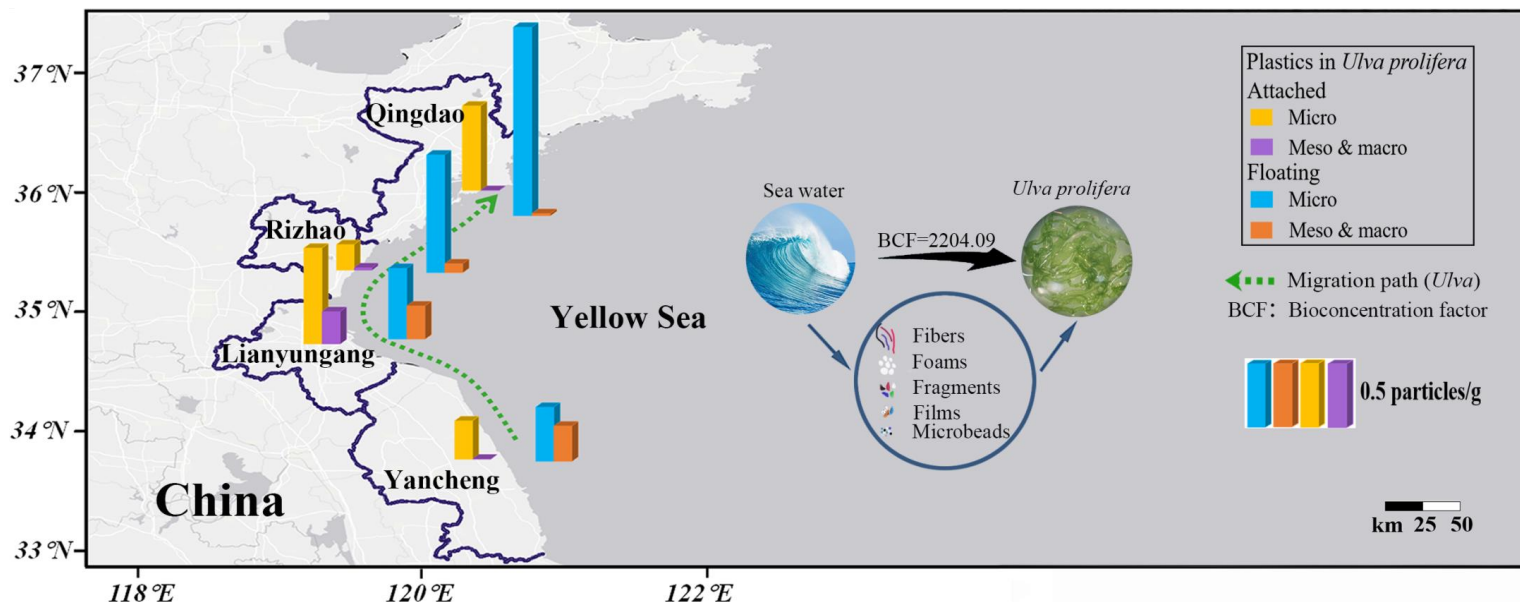 37°N
36°N
35°N
34°N
33°N
118°E
120°E
122°E
Qingdao
Rizhao
Lianyungang
Yancheng
China
Yellow Sea
Sea water
BCF=2204.09
Ulva prolifera
Fibers
Foams
Fragments
Films
Microbeads
Plastics in Ulva prolifera
Attached
Micro
Meso & macro
Floating
Micro
Meso & macro
Migration path (Ulva)
BCF: Bioconcentration factor
0.5 particles/g
km 25 50